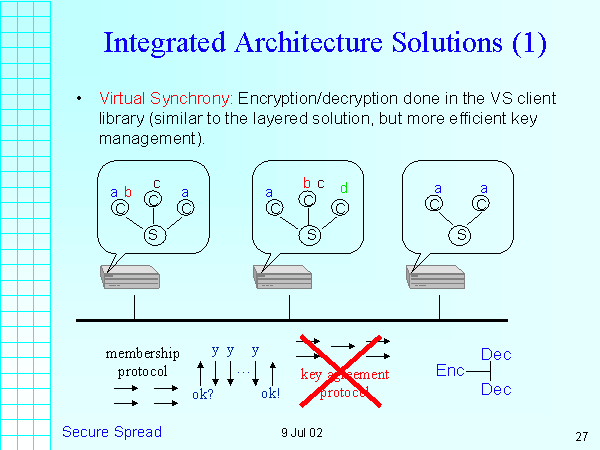 Integrated Architecture Solutions (1)
• Virtual Synchrony: Encryption/decryption done in the VS client
library (similar to the layered solution, but more efficient key
management).
a b c a
C C C
S
a b c d
C C C
S
a a
C C
S
membership
protocol
y y y
...
ok? ok!
key agreement
protocol
Dec
Enc
Dec
Secure Spread
9 Jul 02
27